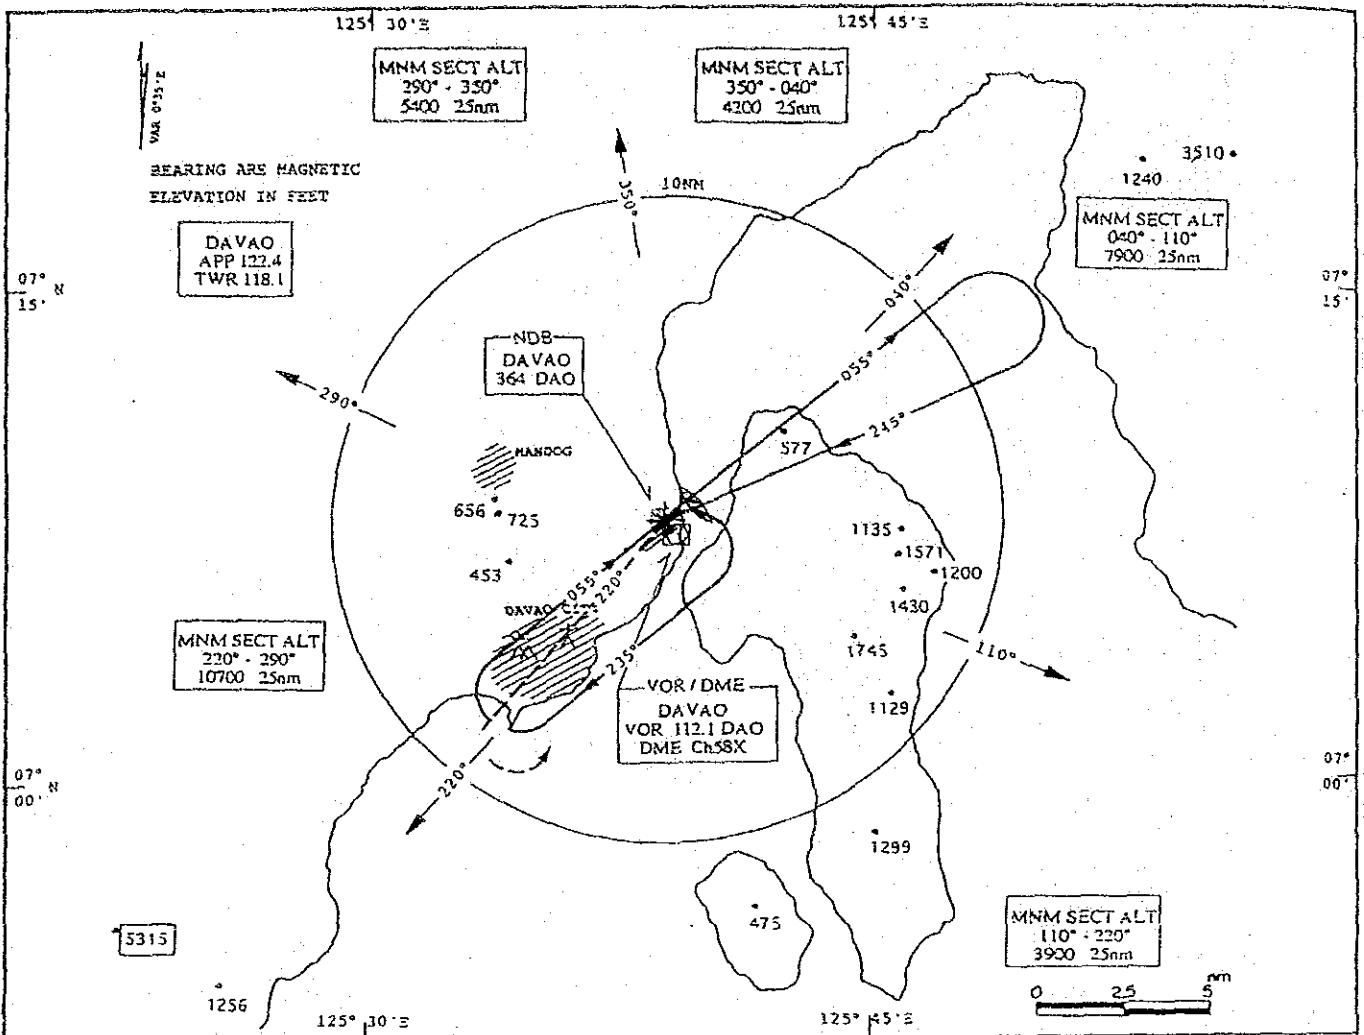 125° 30'E
125° 45'E
VAR 0°35'E
MNM SECT ALT
290° - 350°
5400 25nm
MNM SECT ALT
350° - 040°
4200 25nm
BEARING ARE MAGNETIC
ELEVATION IN FEET
350°
10NM
1240
3510
MNM SECT ALT
040° - 110°
7900 25nm
DAVAO
APP 122.4
TWR 118.1
07° N
15'
07°
15'
040°
NDB
DAVAO
364 DAO
055°
290°
245°
577
MANDOG
656
725
453
1135
1571
1200
1430
055°
220°
DAVAO
MNM SECT ALT
220° - 290°
10700 25nm
1745
110°
235°
1129
VOR / DME
DAVAO
VOR 112.1 DAO
DME Ch58X
220°
07° N
00'
07°
00'
1299
475
5315
MNM SECT ALT
110° - 220°
3900 25nm
1256
nm
0 2.5 5
125° 30'E
125° 45'E